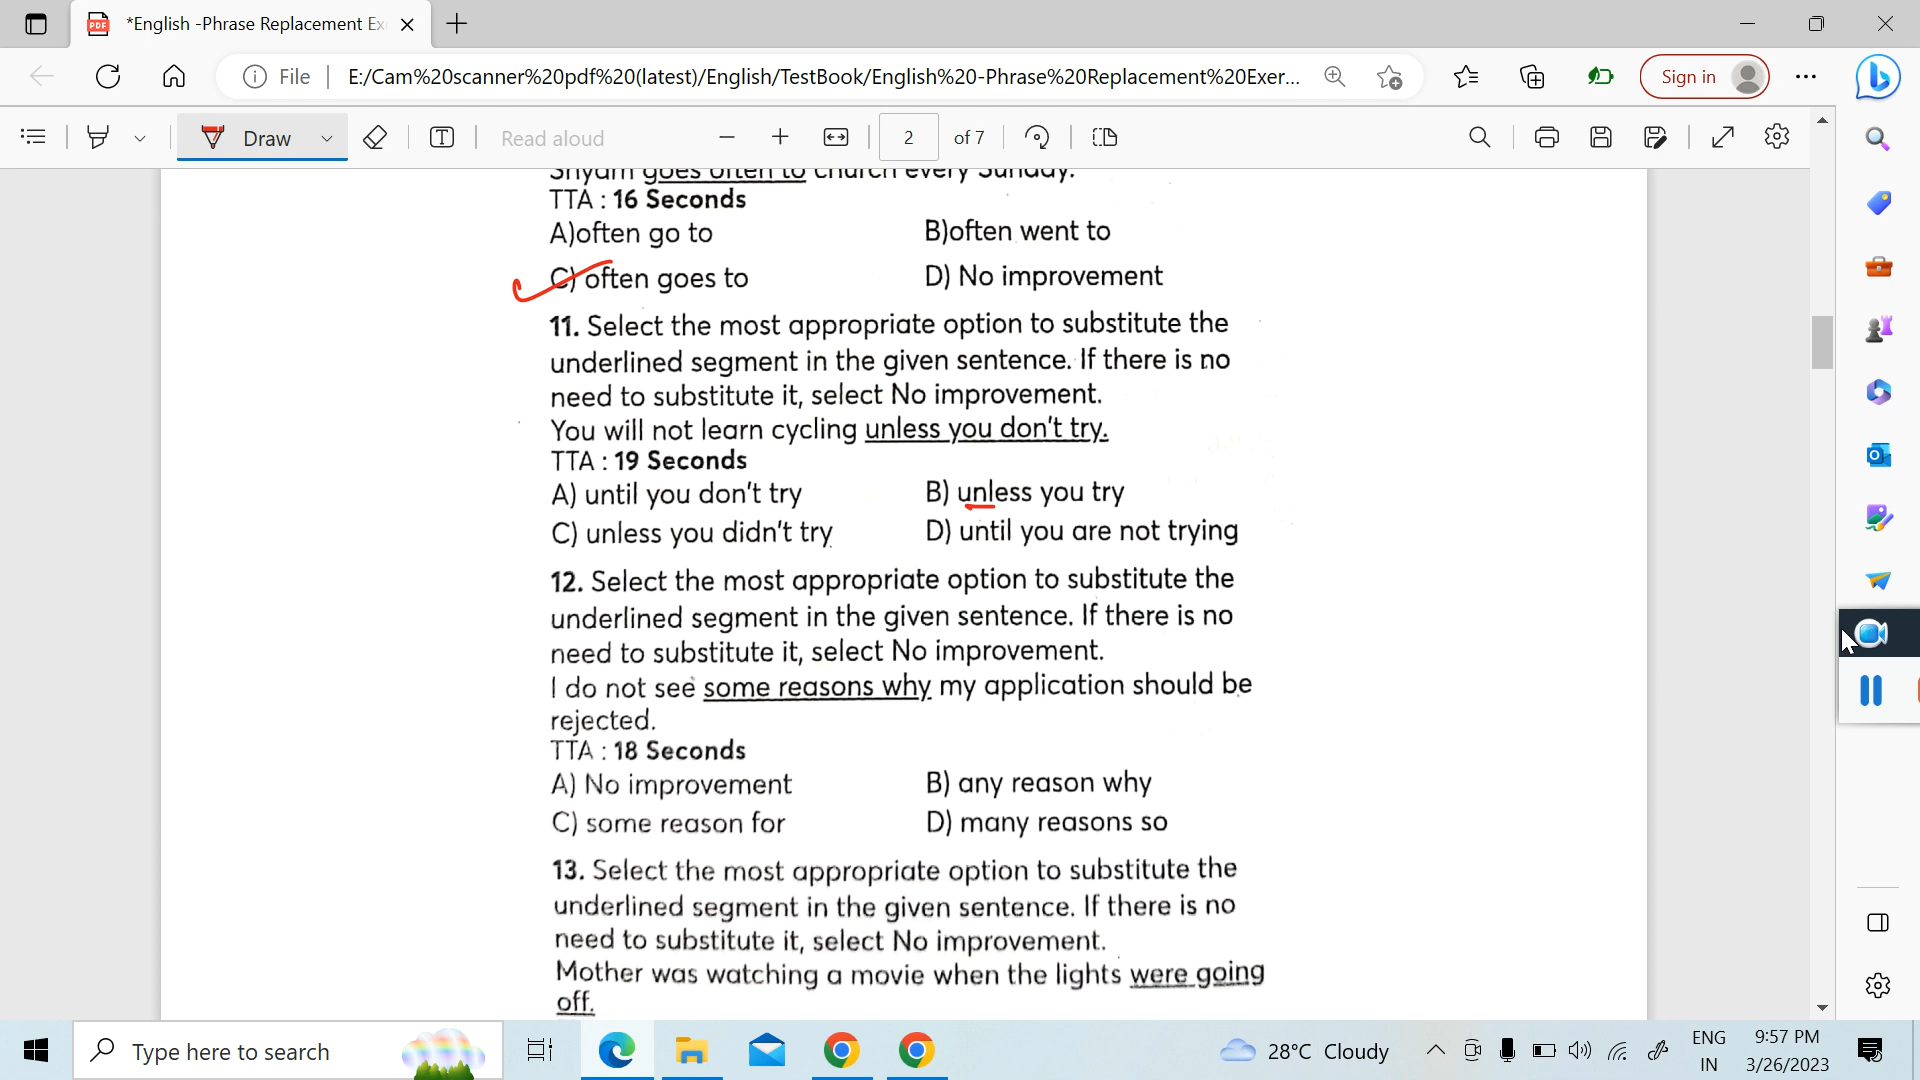 *English -Phrase Replacement Ex
File
E:/Cam%20scanner%20pdf%20(latest)/English/TestBook/English%20-Phrase%20Replacement%20Exer...
Sign in
Draw
Read aloud
2
of 7
Shyam goes often to church every Sunday.
TTA : 16 Seconds
A)often go to
B)often went to
C) often goes to
D) No improvement
11. Select the most appropriate option to substitute the
underlined segment in the given sentence. If there is no
need to substitute it, select No improvement.
You will not learn cycling unless you don't try.
TTA : 19 Seconds
A) until you don't try
B) unless you try
C) unless you didn't try
D) until you are not trying
12. Select the most appropriate option to substitute the
underlined segment in the given sentence. If there is no
need to substitute it, select No improvement.
I do not see some reasons why my application should be
rejected.
TTA : 18 Seconds
A) No improvement
B) any reason why
C) some reason for
D) many reasons so
13. Select the most appropriate option to substitute the
underlined segment in the given sentence. If there is no
need to substitute it, select No improvement.
Mother was watching a movie when the lights were going
off.
Type here to search
28°C Cloudy
ENG
IN
9:57 PM
3/26/2023